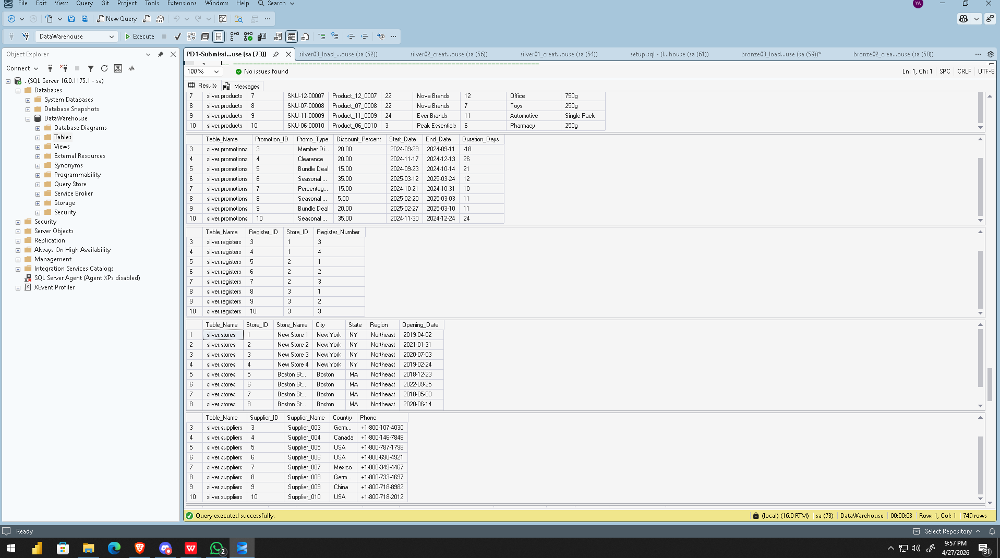 File Edit View Query Git Project Tools Extensions Window Help Search YA
New Query DAX
DataWarehouse Execute
Object Explorer
Connect
. (SQL Server 16.0.1175.1 - sa)
Databases
System Databases
Database Snapshots
DataWarehouse
Database Diagrams
Tables
Views
External Resources
Synonyms
Programmability
Query Store
Service Broker
Storage
Security
Security
Server Objects
Replication
Always On High Availability
Management
Integration Services Catalogs
SQL Server Agent (Agent XPs disabled)
XEvent Profiler
PD1-Submissi...use (sa (73)) silver03_load_...ouse (sa (52)) silver02_creat...ouse (sa (56)) silver01_creat...ouse (sa (54)) setup.sql - (l...house (sa (61)) bronze03_load...use (sa (59))* bronze02_crea...ouse (sa (58))
100 % No issues found Ln: 1, Ch: 1 SPC CRLF UTF-8
Results Messages
7 silver.products 7 SKU-12-00007 Product_12_0007 22 Nova Brands 12 Office 750g
8 silver.products 8 SKU-07-00008 Product_07_0008 22 Nova Brands 7 Toys 250g
9 silver.products 9 SKU-11-00009 Product_11_0009 24 Ever Brands 11 Automotive Single Pack
10 silver.products 10 SKU-06-00010 Product_06_0010 3 Peak Essentials 6 Pharmacy 250g
Table_Name Promotion_ID Promo_Type Discount_Percent Start_Date End_Date Duration_Days
3 silver.promotions 3 Member Di... 20.00 2024-09-29 2024-09-11 -18
4 silver.promotions 4 Clearance 20.00 2024-11-17 2024-12-13 26
5 silver.promotions 5 Bundle Deal 15.00 2024-09-23 2024-10-14 21
6 silver.promotions 6 Seasonal ... 35.00 2025-03-12 2025-03-24 12
7 silver.promotions 7 Percentag... 15.00 2024-10-21 2024-10-31 10
8 silver.promotions 8 Seasonal ... 5.00 2025-02-20 2025-03-03 11
9 silver.promotions 9 Bundle Deal 20.00 2025-02-27 2025-03-10 11
10 silver.promotions 10 Seasonal ... 35.00 2024-11-30 2024-12-24 24
Table_Name Register_ID Store_ID Register_Number
3 silver.registers 3 1 3
4 silver.registers 4 1 4
5 silver.registers 5 2 1
6 silver.registers 6 2 2
7 silver.registers 7 2 3
8 silver.registers 8 3 1
9 silver.registers 9 3 2
10 silver.registers 10 3 3
Table_Name Store_ID Store_Name City State Region Opening_Date
1 silver.stores 1 New Store 1 New York NY Northeast 2019-04-02
2 silver.stores 2 New Store 2 New York NY Northeast 2021-01-31
3 silver.stores 3 New Store 3 New York NY Northeast 2020-07-03
4 silver.stores 4 New Store 4 New York NY Northeast 2019-02-24
5 silver.stores 5 Boston St... Boston MA Northeast 2018-12-23
6 silver.stores 6 Boston St... Boston MA Northeast 2022-09-25
7 silver.stores 7 Boston St... Boston MA Northeast 2018-05-03
8 silver.stores 8 Boston St... Boston MA Northeast 2020-06-14
Table_Name Supplier_ID Supplier_Name Country Phone
3 silver.suppliers 3 Supplier_003 Germ... +1-800-107-4030
4 silver.suppliers 4 Supplier_004 Canada +1-800-146-7848
5 silver.suppliers 5 Supplier_005 USA +1-800-787-1798
6 silver.suppliers 6 Supplier_006 USA +1-800-690-4921
7 silver.suppliers 7 Supplier_007 Mexico +1-800-349-4467
8 silver.suppliers 8 Supplier_008 Germ... +1-800-733-4697
9 silver.suppliers 9 Supplier_009 China +1-800-718-8982
10 silver.suppliers 10 Supplier_010 USA +1-800-718-2012
Query executed successfully. (local) (16.0 RTM) sa (73) DataWarehouse 00:00:03 Row: 1, Col: 1 749 rows
Ready Select Repository
2
9:57 PM
4/27/2026
31